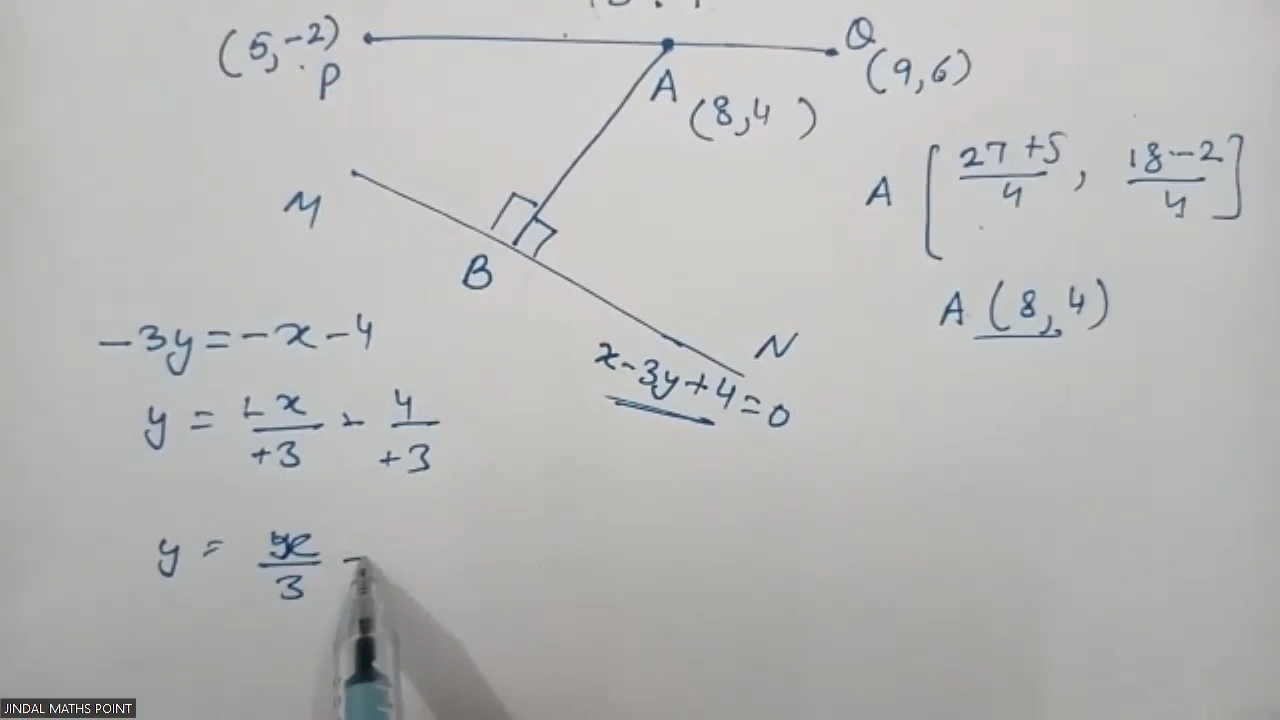 (5, -2)
P
Q
(9, 6)
A
(8, 4 )
A [ 27 + 5 / 4 , 18 - 2 / 4 ]
A (8, 4)
M
B
N
x - 3y + 4 = 0
-3y = -x - 4
y = + x / +3 + 4 / +3
y = x / 3 -
JINDAL MATHS POINT